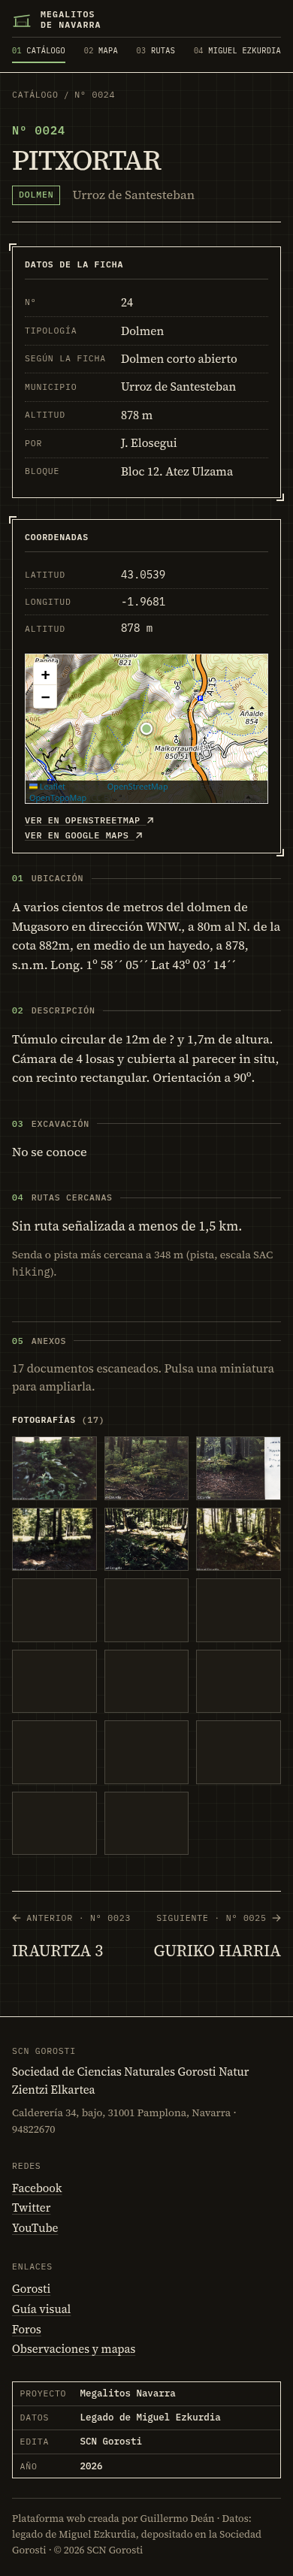 MEGALITOS
DE NAVARRA
01 CATÁLOGO 02 MAPA 03 RUTAS 04 MIGUEL EZKURDIA
CATÁLOGO / Nº 0024
Nº 0024
PITXORTAR
DOLMEN Urroz de Santesteban
DATOS DE LA FICHA
Nº 24
TIPOLOGÍA Dolmen
SEGÚN LA FICHA Dolmen corto abierto
MUNICIPIO Urroz de Santesteban
ALTITUD 878 m
POR J. Elosegui
BLOQUE Bloc 12. Atez Ulzama
COORDENADAS
LATITUD 43.0539
LONGITUD -1.9681
ALTITUD 878 m
821
+
−
4.15
Añalde
854
Maikorraundi
850.51
Leaflet OpenStreetMap
OpenTopoMap
VER EN OPENSTREETMAP ↗
VER EN GOOGLE MAPS ↗
01 UBICACIÓN
A varios cientos de metros del dolmen de
Mugasoro en dirección WNW., a 80m al N. de la
cota 882m, en medio de un hayedo, a 878,
s.n.m. Long. 1º 58´´ 05´´ Lat 43º 03´ 14´´
02 DESCRIPCIÓN
Túmulo circular de 12m de ? y 1,7m de altura.
Cámara de 4 losas y cubierta al parecer in situ,
con recinto rectangular. Orientación a 90º.
03 EXCAVACIÓN
No se conoce
04 RUTAS CERCANAS
Sin ruta señalizada a menos de 1,5 km.
Senda o pista más cercana a 348 m (pista, escala SAC
hiking).
05 ANEXOS
17 documentos escaneados. Pulsa una miniatura
para ampliarla.
FOTOGRAFÍAS (17)
← ANTERIOR · Nº 0023 SIGUIENTE · Nº 0025 →
IRAURTZA 3 GURIKO HARRIA
SCN GOROSTI
Sociedad de Ciencias Naturales Gorosti Natur
Zientzi Elkartea
Calderería 34, bajo, 31001 Pamplona, Navarra ·
94822670
REDES
Facebook
Twitter
YouTube
ENLACES
Gorosti
Guía visual
Foros
Observaciones y mapas
PROYECTO Megalitos Navarra
DATOS Legado de Miguel Ezkurdia
EDITA SCN Gorosti
AÑO 2026
Plataforma web creada por Guillermo Deán · Datos:
legado de Miguel Ezkurdia, depositado en la Sociedad
Gorosti · © 2026 SCN Gorosti